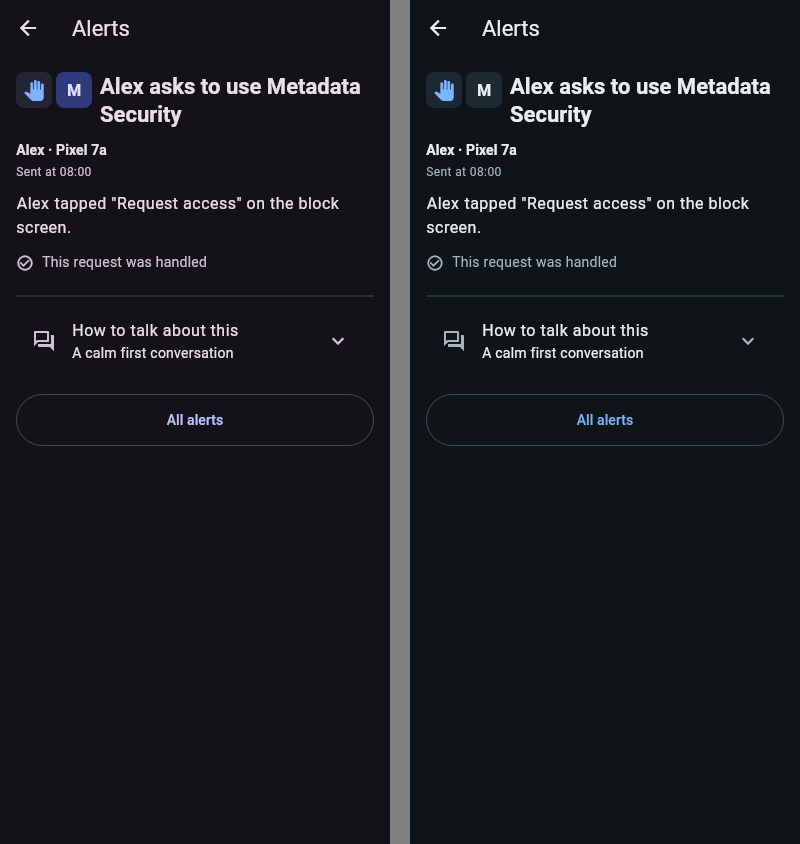 Alerts
M
Alex asks to use Metadata
Security
Alex · Pixel 7a
Sent at 08:00
Alex tapped "Request access" on the block
screen.
This request was handled
How to talk about this
A calm first conversation
All alerts
Alerts
M
Alex asks to use Metadata
Security
Alex · Pixel 7a
Sent at 08:00
Alex tapped "Request access" on the block
screen.
This request was handled
How to talk about this
A calm first conversation
All alerts